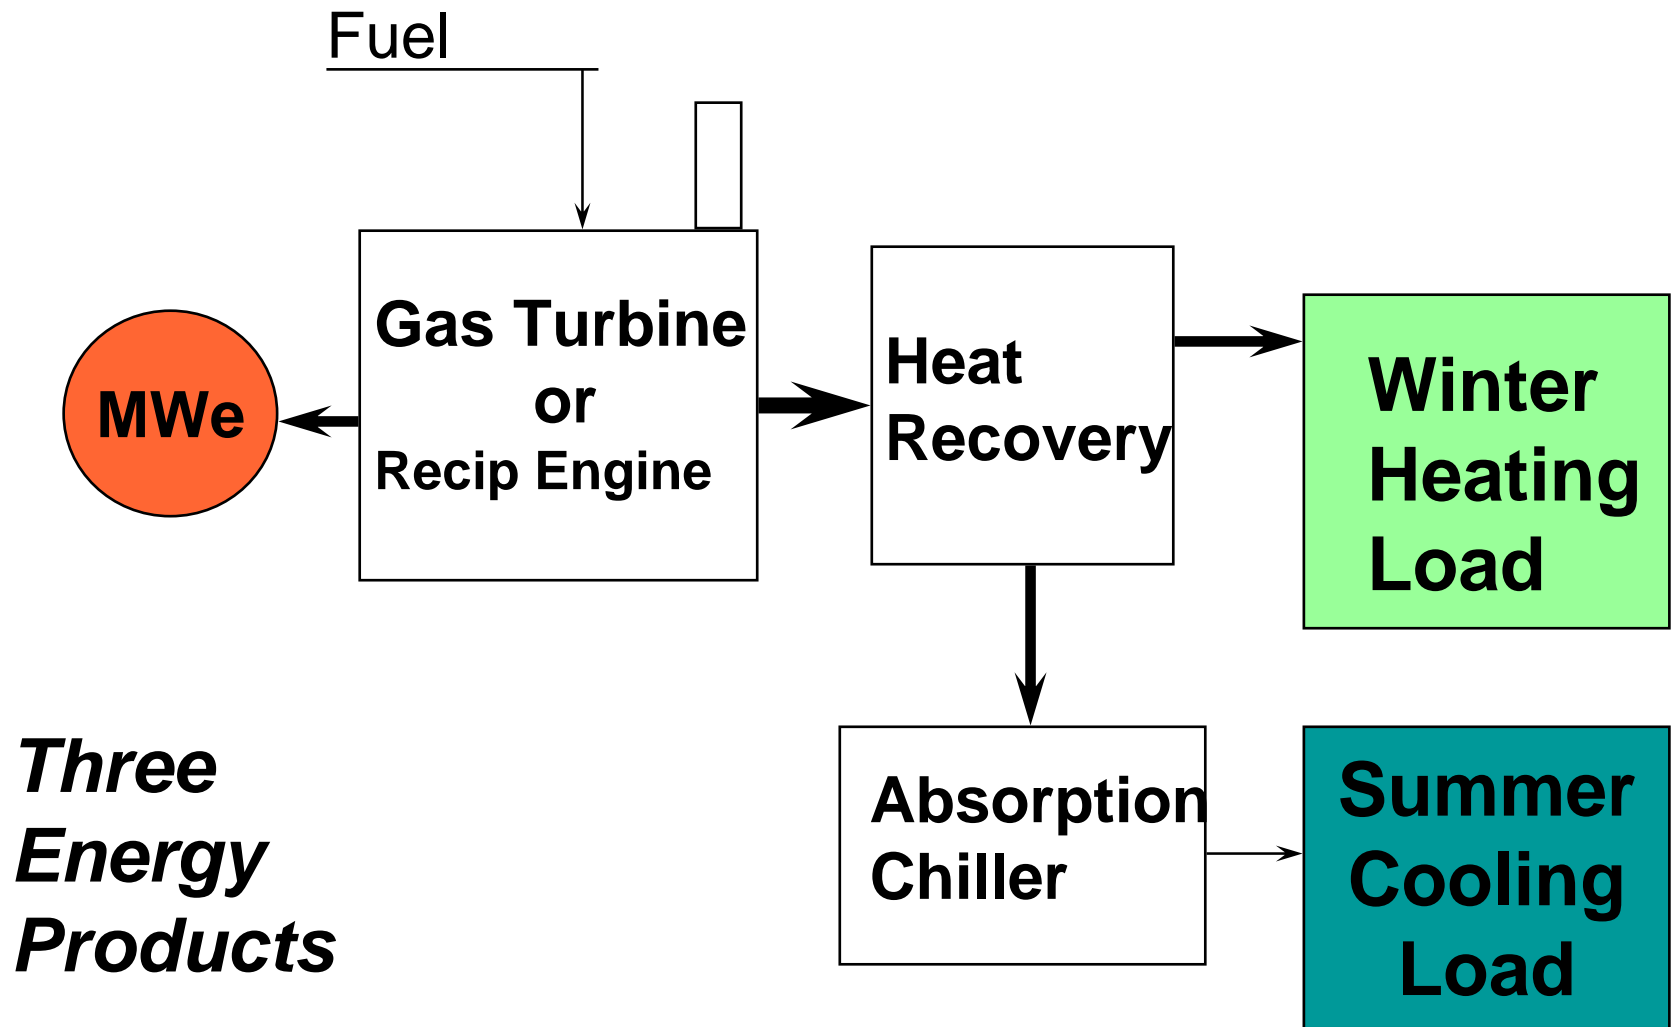 Fuel
Gas Turbine
or
Recip Engine
MWe
Heat
Recovery
Winter
Heating
Load
Absorption
Chiller
Summer
Cooling
Load
Three
Energy
Products